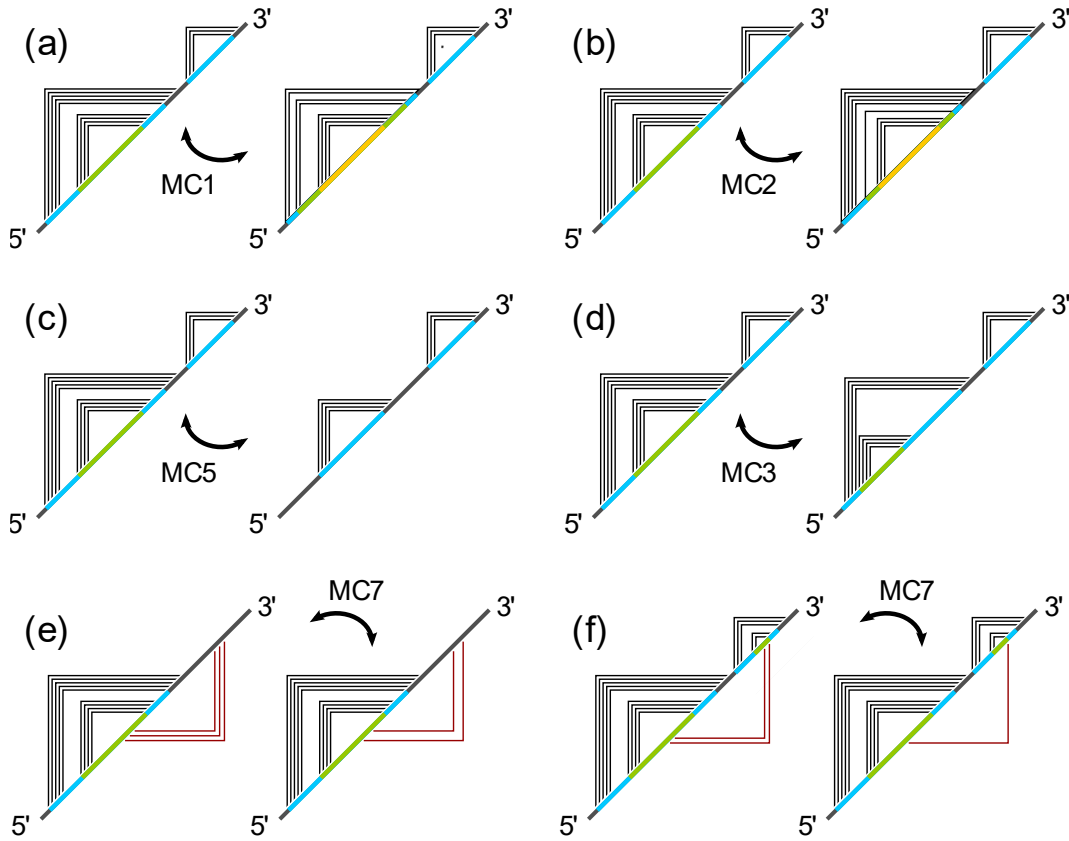 (a) 3' 3' (b) 3' 3'
MC1 MC2
5' 5' 5' 5'
(c) 3' 3' (d) 3' 3'
MC5 MC3
5' 5' 5' 5'
MC7 MC7
(e) 3' 3' (f) 3' 3'
5' 5' 5' 5'